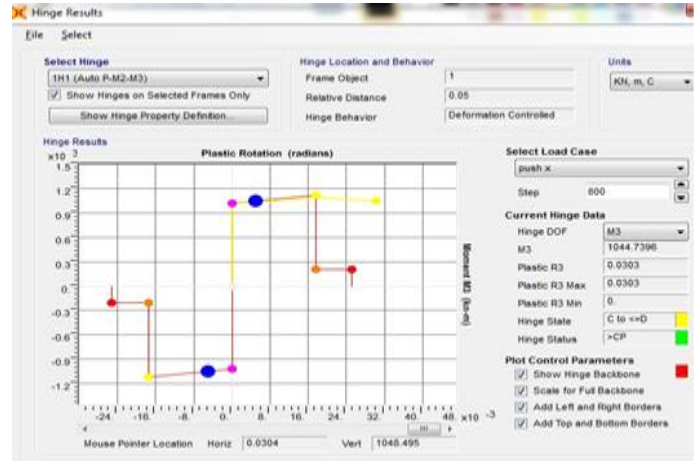 Hinge Results
File Select
Select Hinge
1H1 (Auto P-M2-M3)
Show Hinges on Selected Frames Only
Show Hinge Property Definition...
Hinge Location and Behavior
Frame Object 1
Relative Distance 0.05
Hinge Behavior Deformation Controlled
Units
KN, m, C
Hinge Results
x10 3
Plastic Rotation (radians)
1.5
1.2
0.9
0.6
0.3
0.
-0.3
-0.6
-0.9
-1.2
Moment M3 (kn-m)
-24. -16. -8. 0. 8. 16. 24. 32. 40. 48. x10 -3
Mouse Pointer Location Horiz 0.0304 Vert 1048.495
Select Load Case
push x
Step 800
Current Hinge Data
Hinge DOF M3
M3 1044.7396
Plastic R3 0.0303
Plastic R3 Max 0.0303
Plastic R3 Min 0.
Hinge State C to <=D
Hinge Status >CP
Plot Control Parameters
Show Hinge Backbone
Scale for Full Backbone
Add Left and Right Borders
Add Top and Bottom Borders